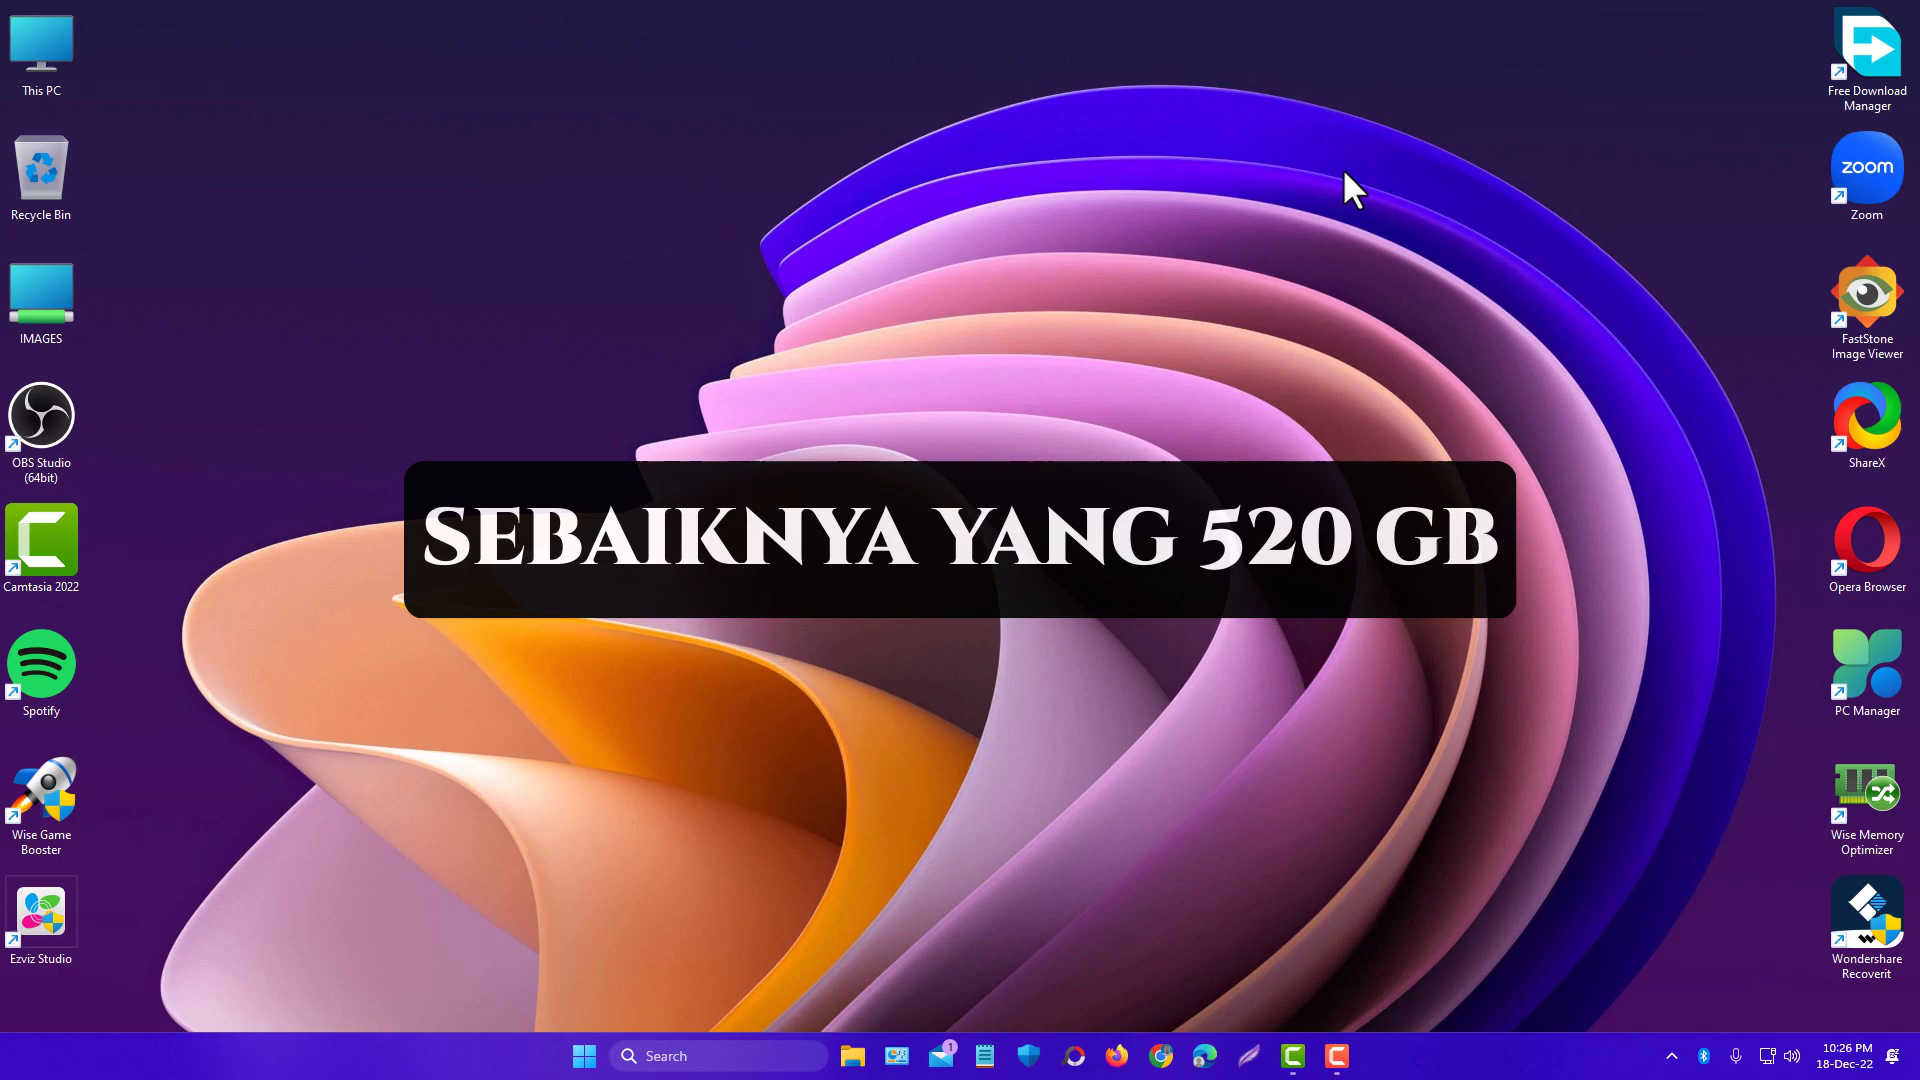 This PC
Recycle Bin
IMAGES
OBS Studio
(64bit)
Camtasia 2022
Spotify
Wise Game
Booster
Ezviz Studio
SEBAIKNYA YANG 520 GB
Free Download
Manager
zoom
Zoom
FastStone
Image Viewer
ShareX
Opera Browser
PC Manager
Wise Memory
Optimizer
Wondershare
Recoverit
Search
1
10:26 PM
18-Dec-22